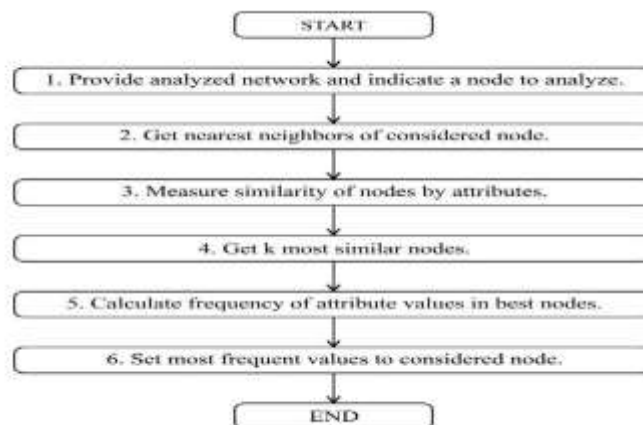 START
1. Provide analyzed network and indicate a node to analyze.
2. Get nearest neighbors of considered node.
3. Measure similarity of nodes by attributes.
4. Get k most similar nodes.
5. Calculate frequency of attribute values in best nodes.
6. Set most frequent values to considered node.
END